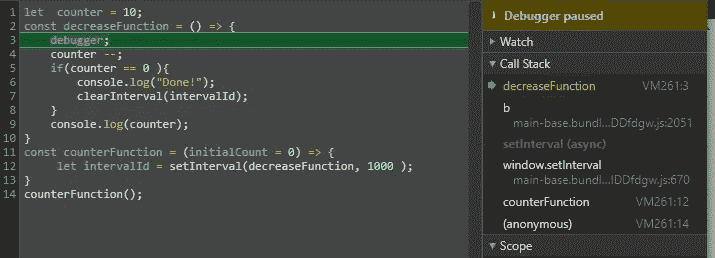 1 let  counter = 10;
2 const decreaseFunction = () => {
3     debugger;
4     counter --;
5     if(counter == 0 ){
6         console.log("Done!");
7         clearInterval(intervalId);
8     }
9     console.log(counter);
10 }
11 const counterFunction = (initialCount = 0) => {
12      let intervalId = setInterval(decreaseFunction, 1000 );
13 }
14 counterFunction();
Debugger paused
Watch
Call Stack
decreaseFunction VM261:3
b
main-base.bundl…DDfdgw.js:2051
setInterval (async)
window.setInterval
main-base.bundl…IDDfdgw.js:670
counterFunction VM261:12
(anonymous) VM261:14
Scope